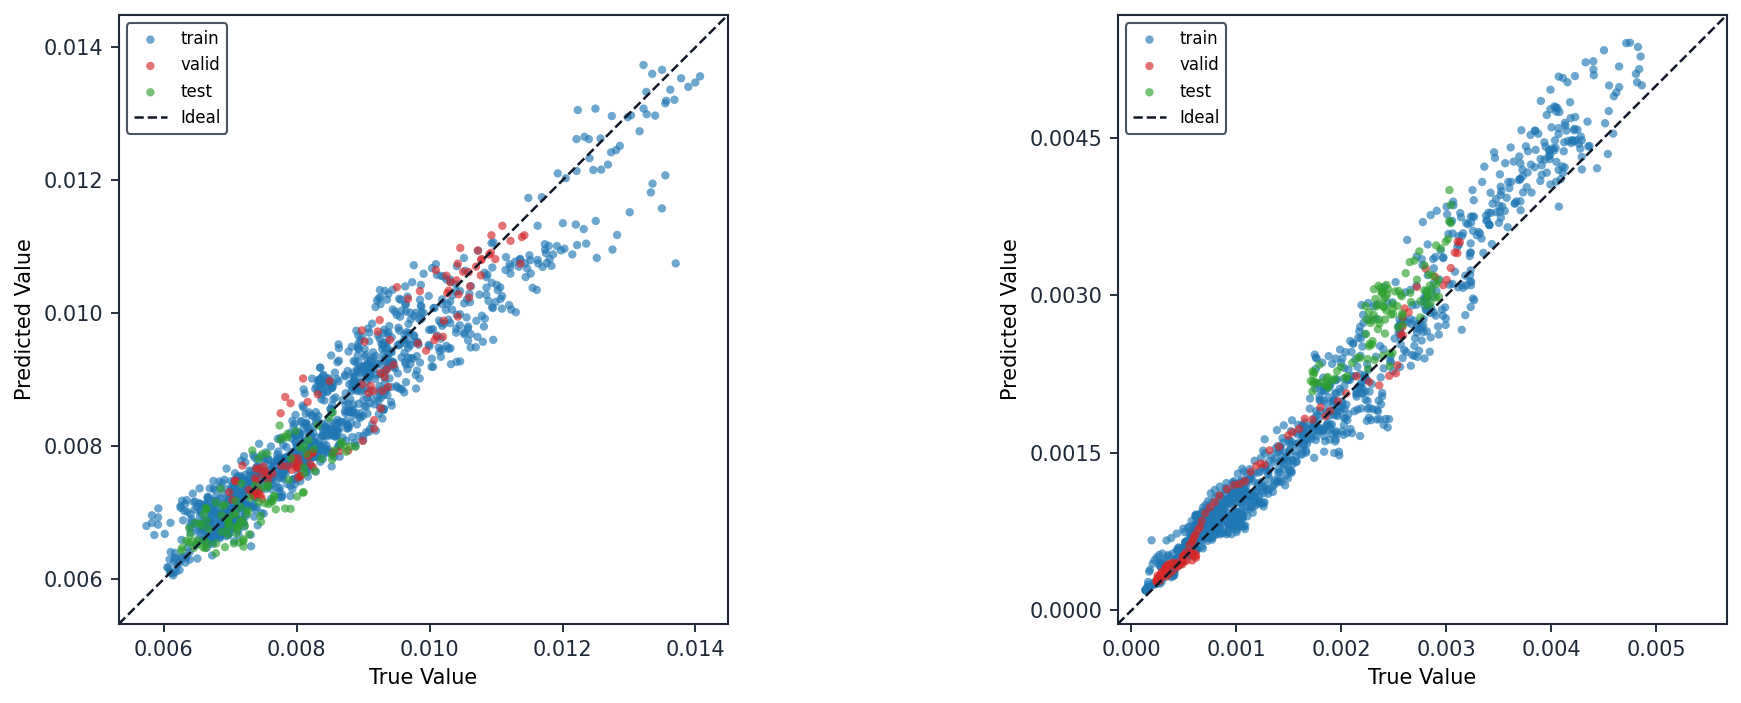 train
valid
test
Ideal
0.014
0.012
0.010
0.008
0.006
Predicted Value
0.006 0.008 0.010 0.012 0.014
True Value
train
valid
test
Ideal
0.0045
0.0030
0.0015
0.0000
Predicted Value
0.000 0.001 0.002 0.003 0.004 0.005
True Value